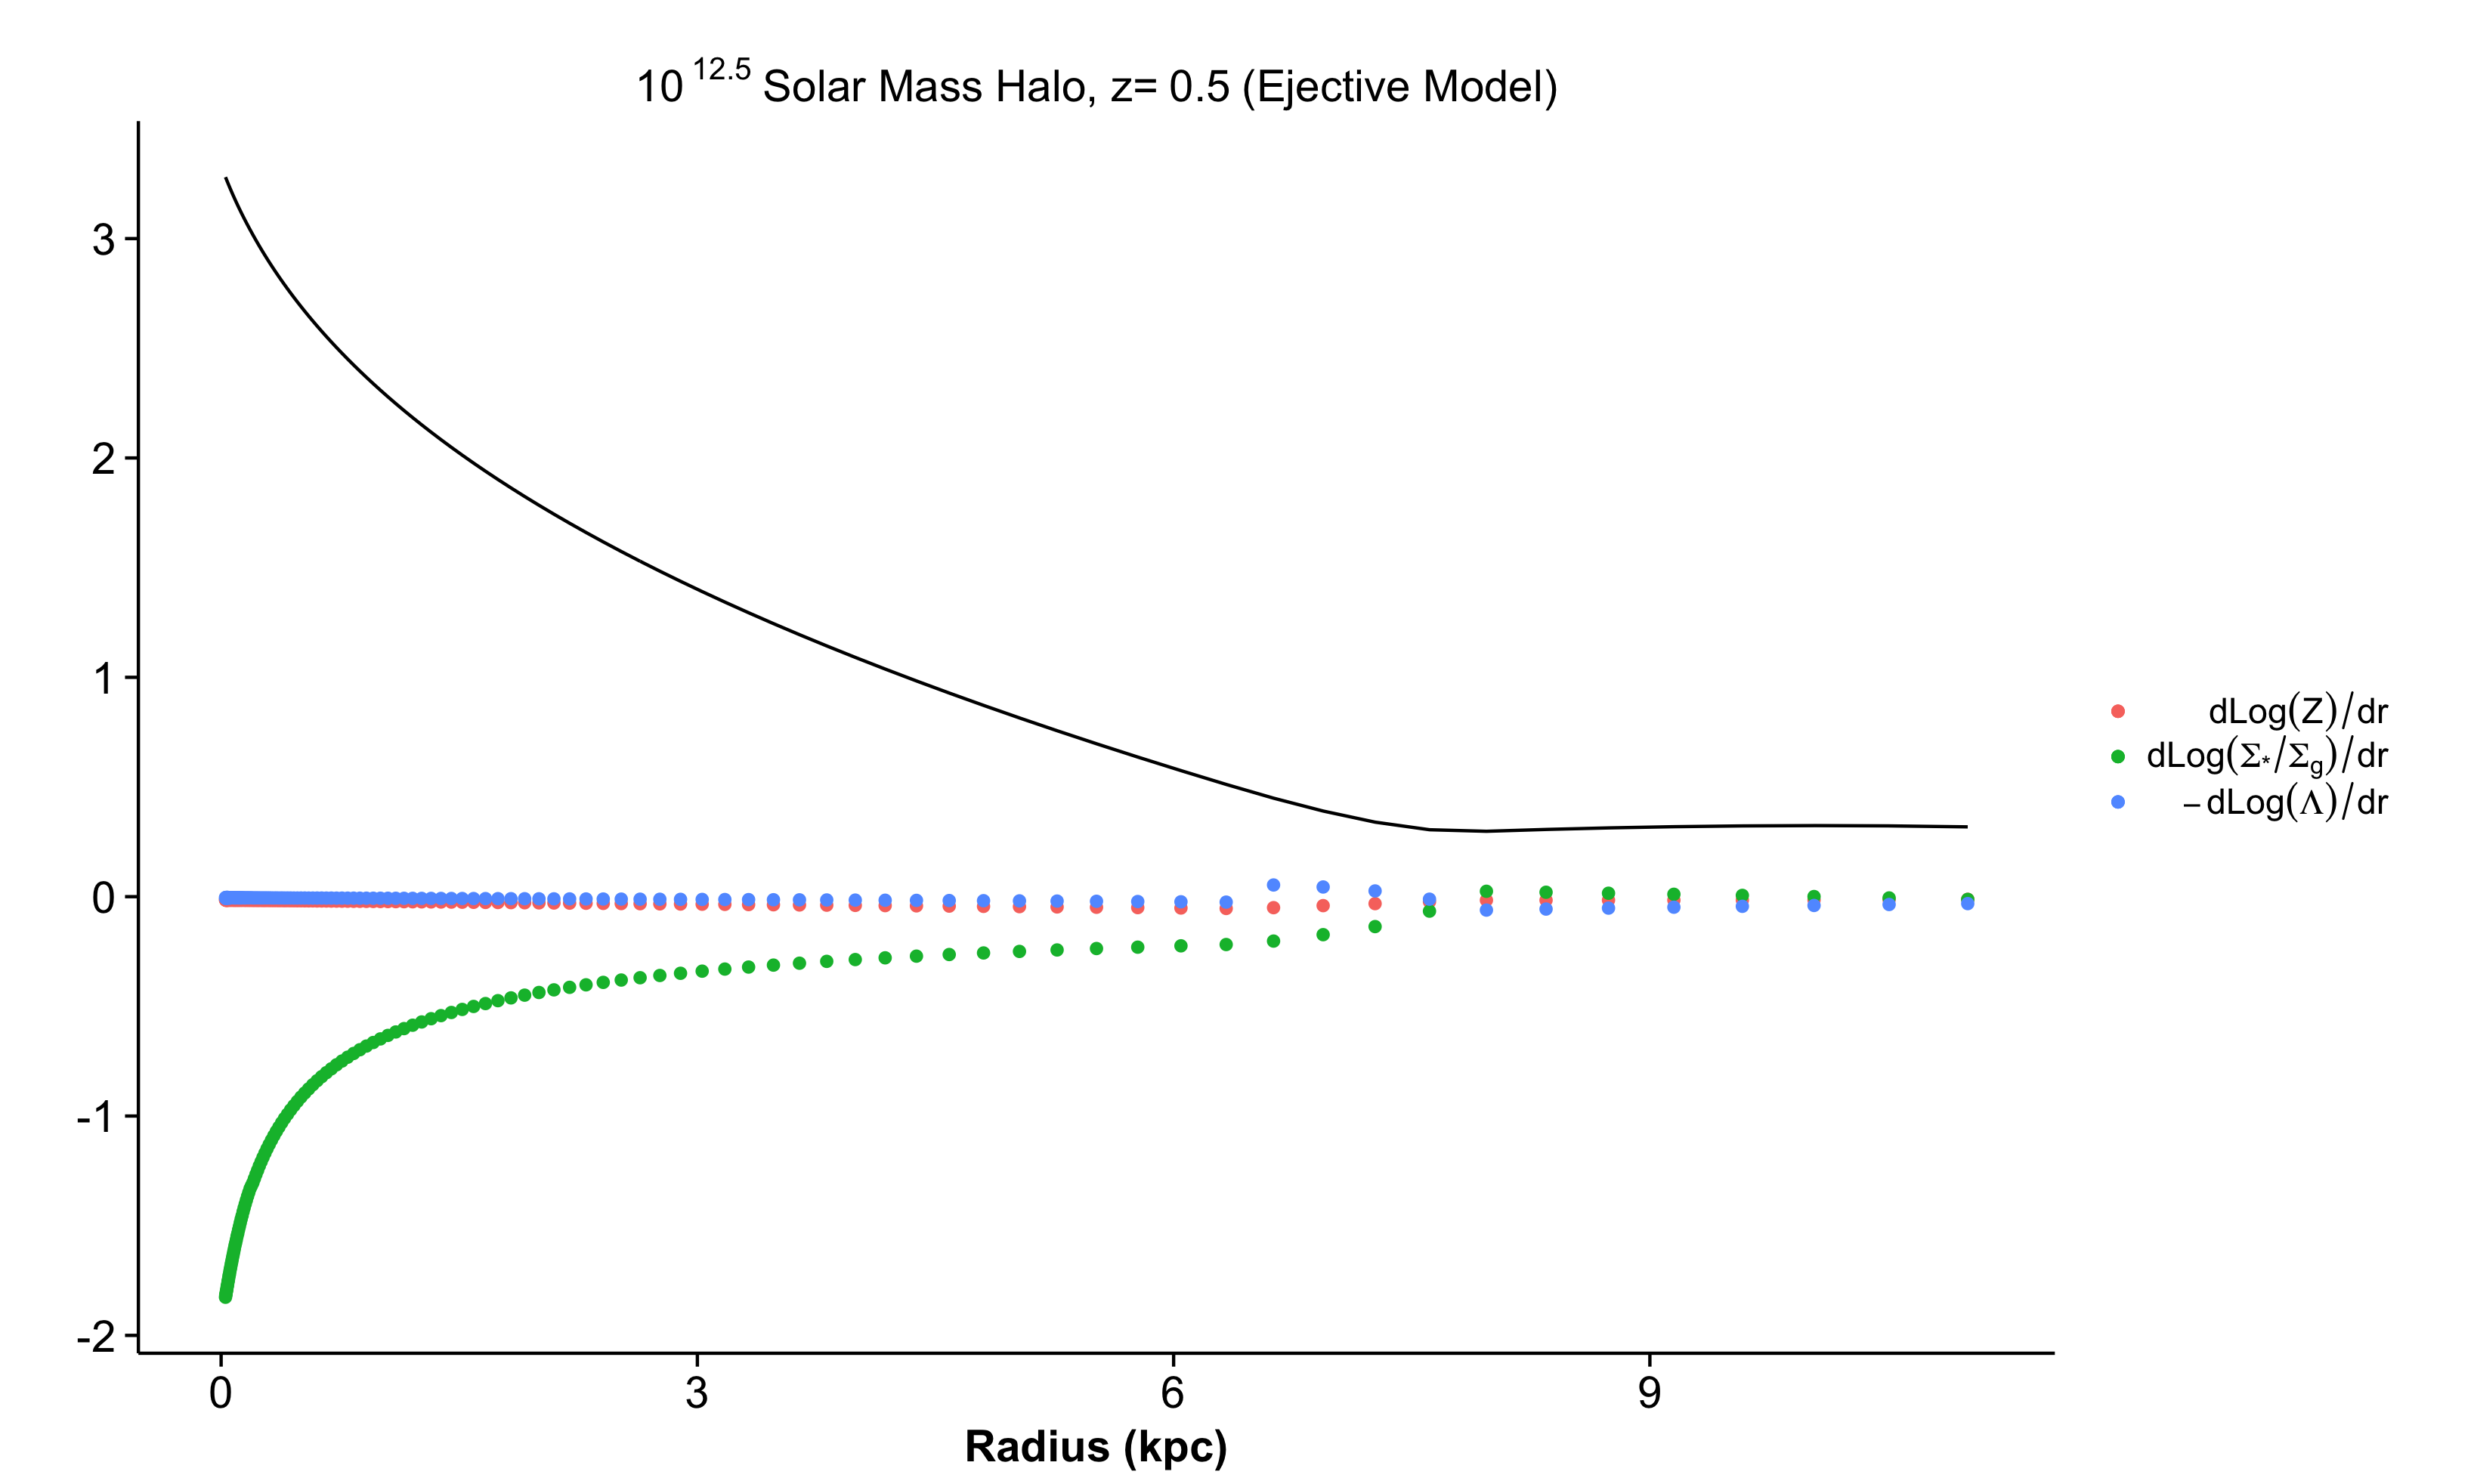 10^12.5 Solar Mass Halo, z= 0.5 (Ejective Model)
3
2
1
0
-1
-2
0 3 6 9
Radius (kpc)
dLog(Z)/dr
dLog(Σ*/Σg)/dr
– dLog(Λ)/dr